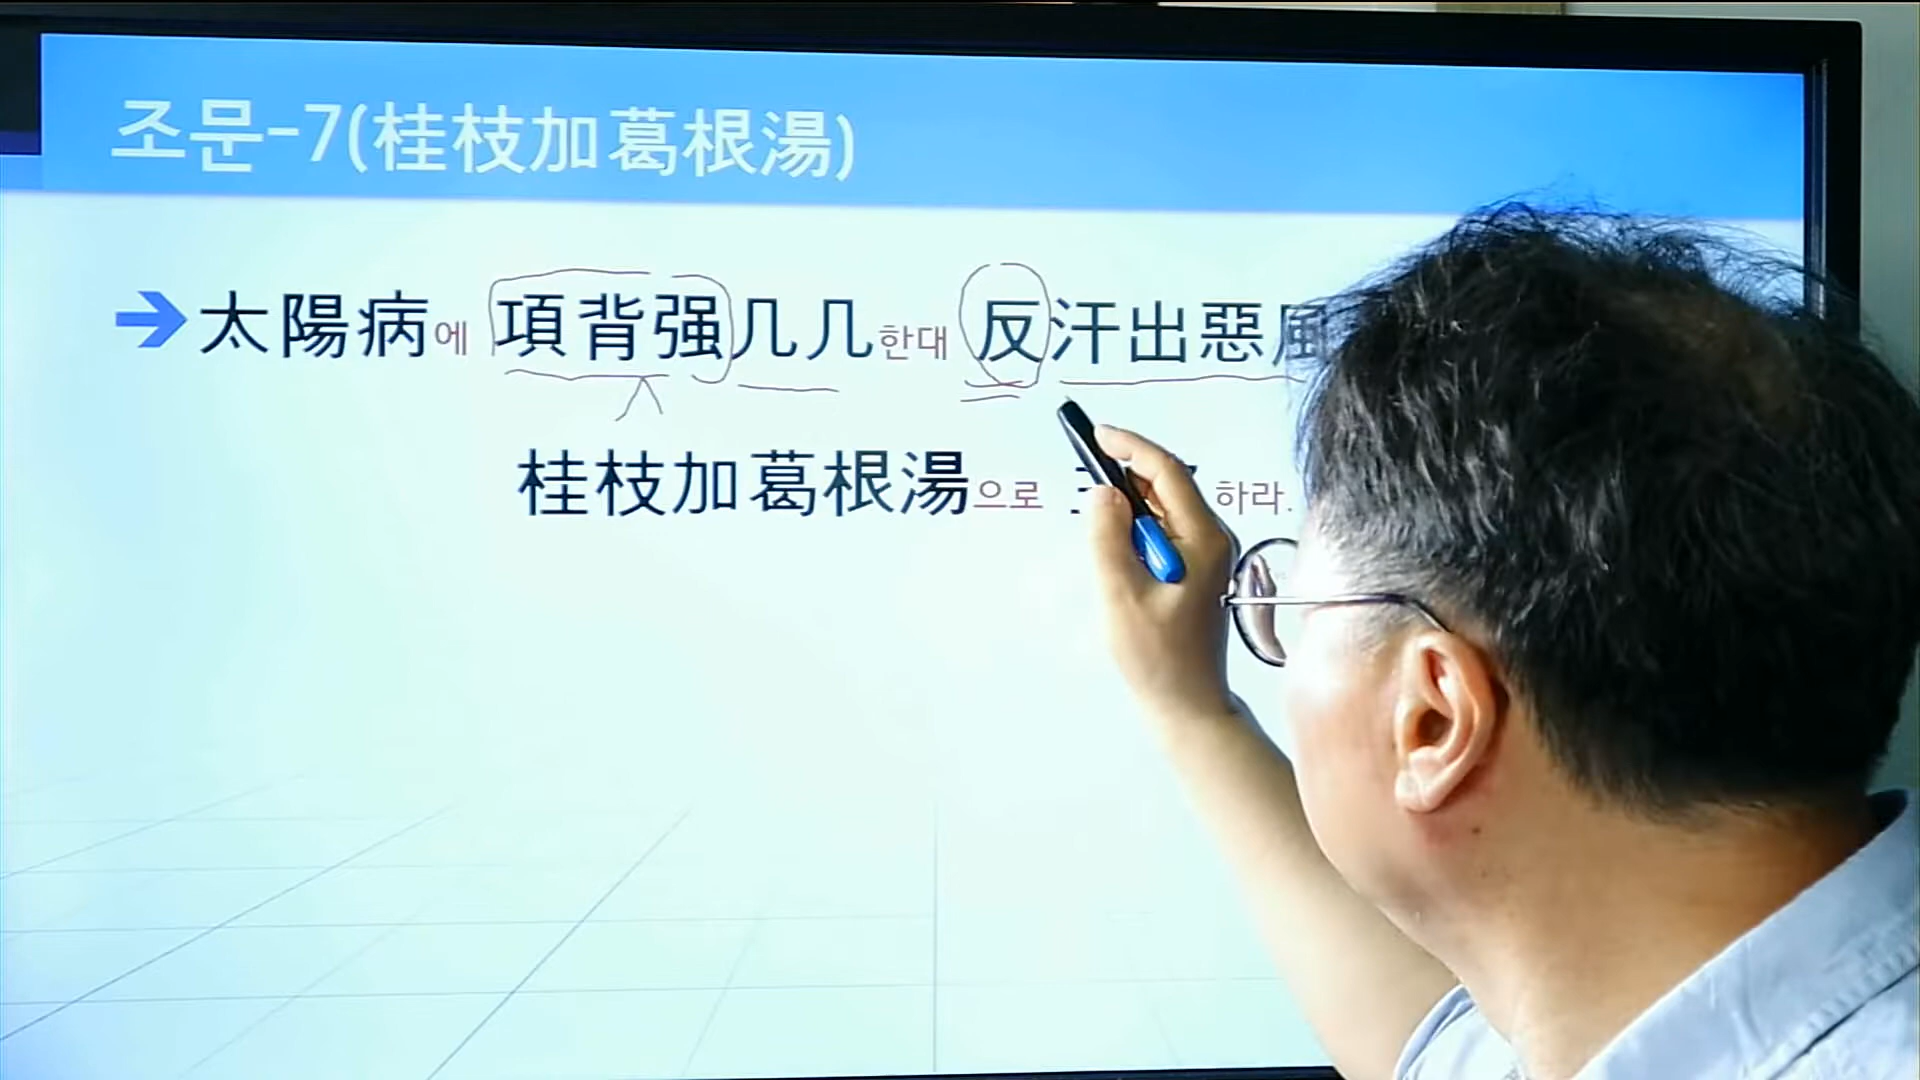 조문-7(桂枝加葛根湯)
太陽病에 項背强几几한대 反汗出惡風
桂枝加葛根湯으로 하라.